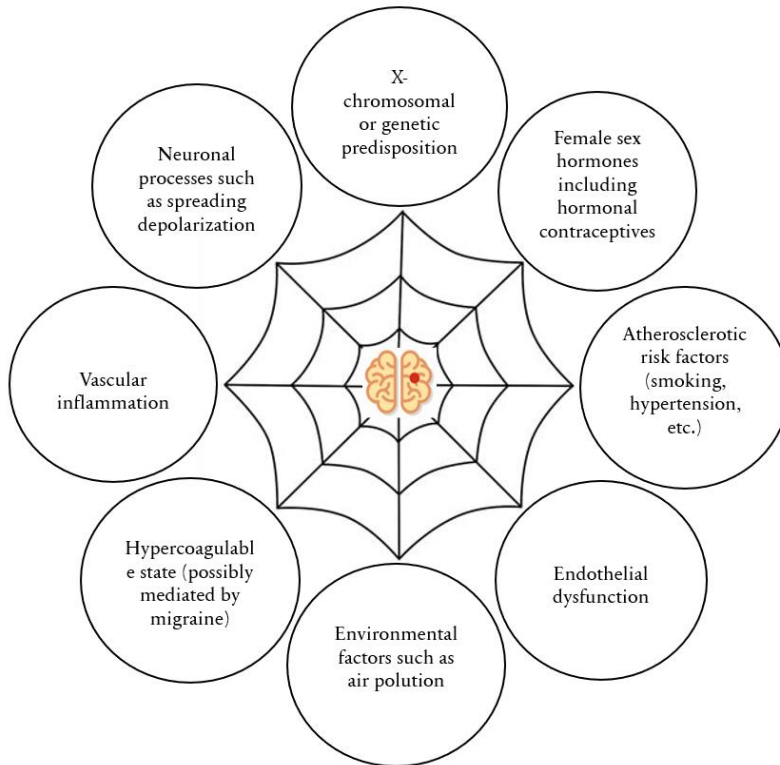 X-
chromosomal
or genetic
predisposition
Female sex
hormones
including
hormonal
contraceptives
Atherosclerotic
risk factors
(smoking,
hypertension,
etc.)
Endothelial
dysfunction
Environmental
factors such as
air polution
Hypercoagulabl
e state (possibly
mediated by
migraine)
Vascular
inflammation
Neuronal
processes such
as spreading
depolarization